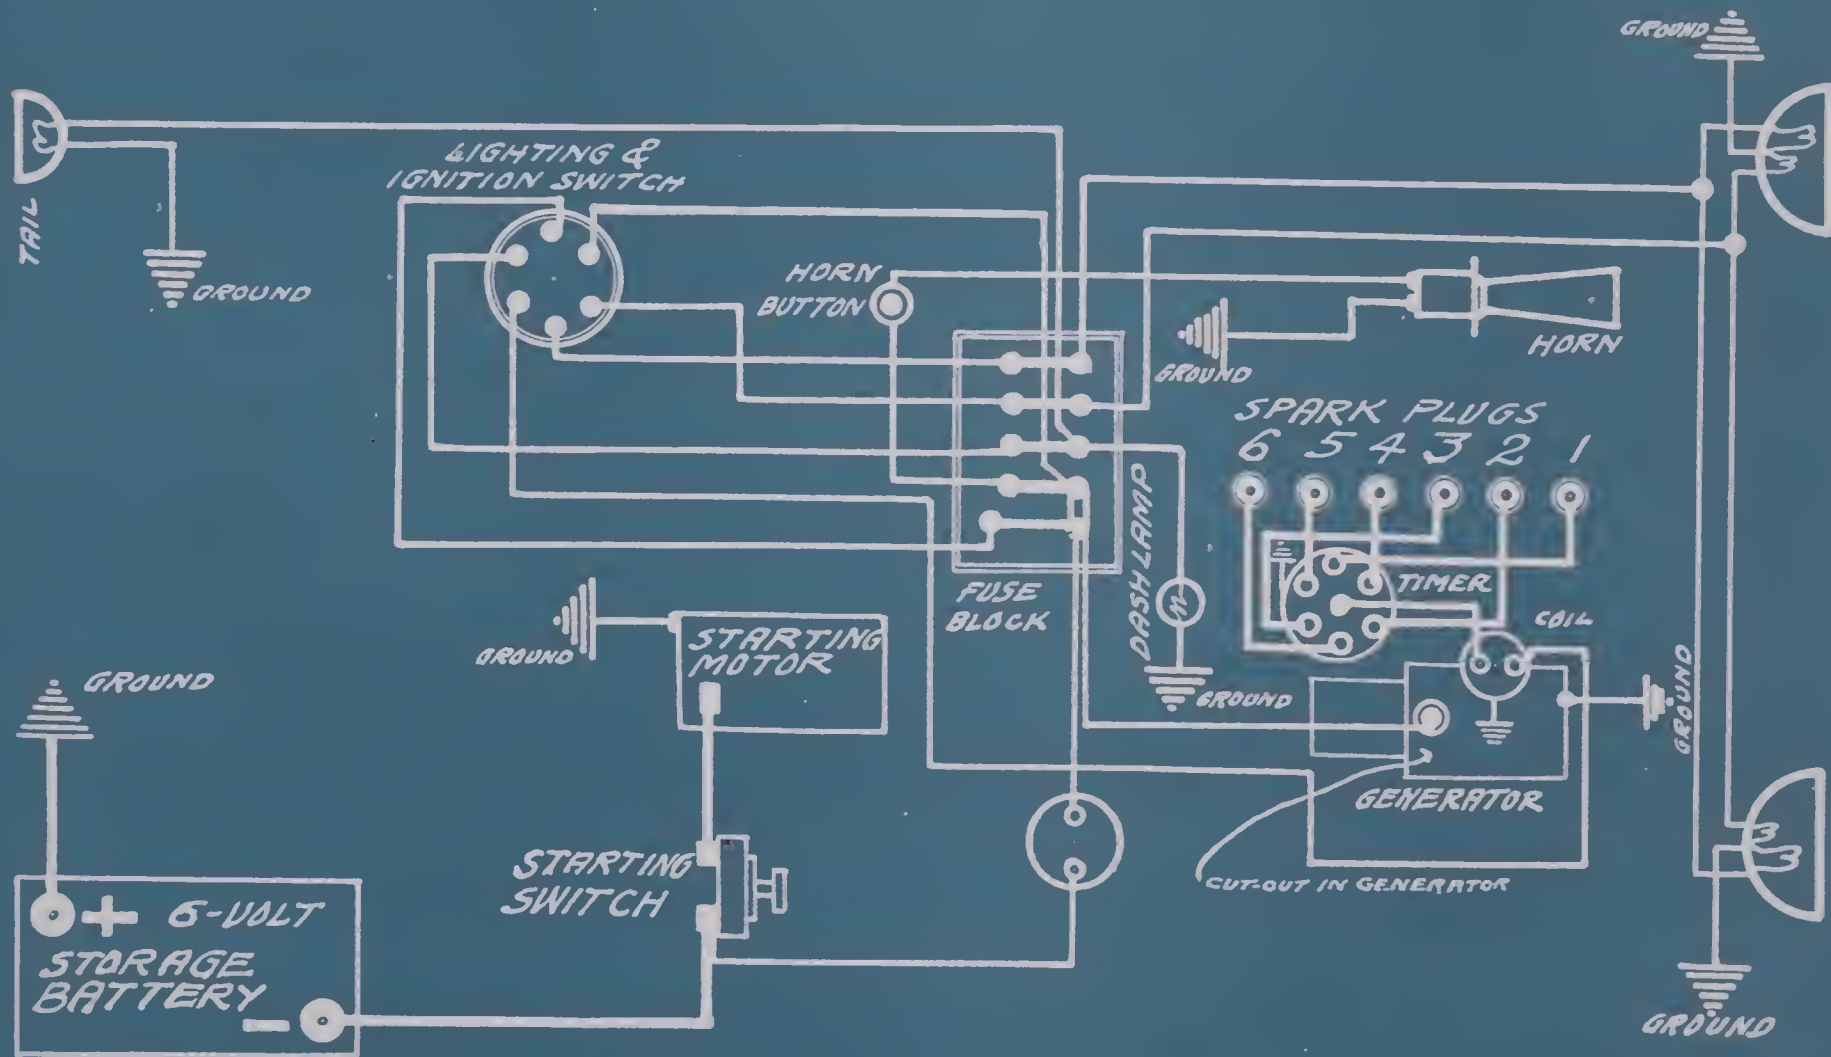 GROUND
TAIL
LIGHTING &
IGNITION SWITCH
GROUND
HORN
BUTTON
HORN
GROUND
SPARK PLUGS
6 5 4 3 2 1
DASH LAMP
FUSE
BLOCK
TIMER
COIL
GROUND
STARTING
MOTOR
GROUND
GROUND
GROUND
GENERATOR
STARTING
SWITCH
CUT-OUT IN GENERATOR
+ 6-VOLT
STORAGE
BATTERY
-
GROUND